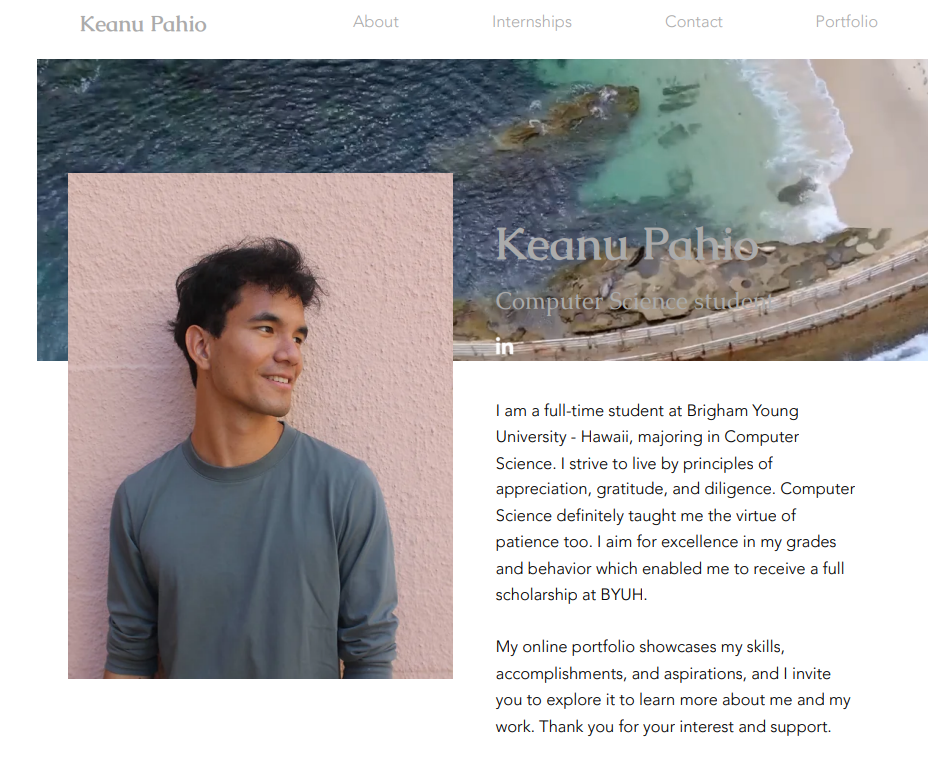 Keanu Pahio
About
Internships
Contact
Portfolio
Keanu Pahio
Computer Science student
in
I am a full-time student at Brigham Young
University - Hawaii, majoring in Computer
Science. I strive to live by principles of
appreciation, gratitude, and diligence. Computer
Science definitely taught me the virtue of
patience too. I aim for excellence in my grades
and behavior which enabled me to receive a full
scholarship at BYUH.
My online portfolio showcases my skills,
accomplishments, and aspirations, and I invite
you to explore it to learn more about me and my
work. Thank you for your interest and support.